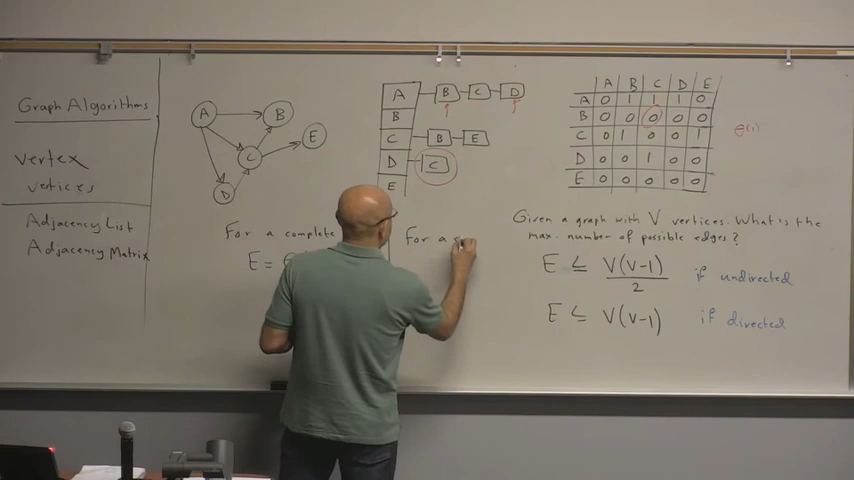 Graph Algorithms
vertex
vertices
Adjacency List
Adjacency Matrix
A
B
C
D
E
A B C D
B
C B E
D C
E
A B C D E
A 0 1 1 1 0
B 0 0 0 0 0
C 0 1 0 0 1
D 0 0 1 0 0
E 0 0 0 0 0
For a complete
E =
For a
Given a graph with V vertices. What is the
max. number of possible edges?
E ≤ V(V-1)/2 if undirected
E ≤ V(V-1) if directed